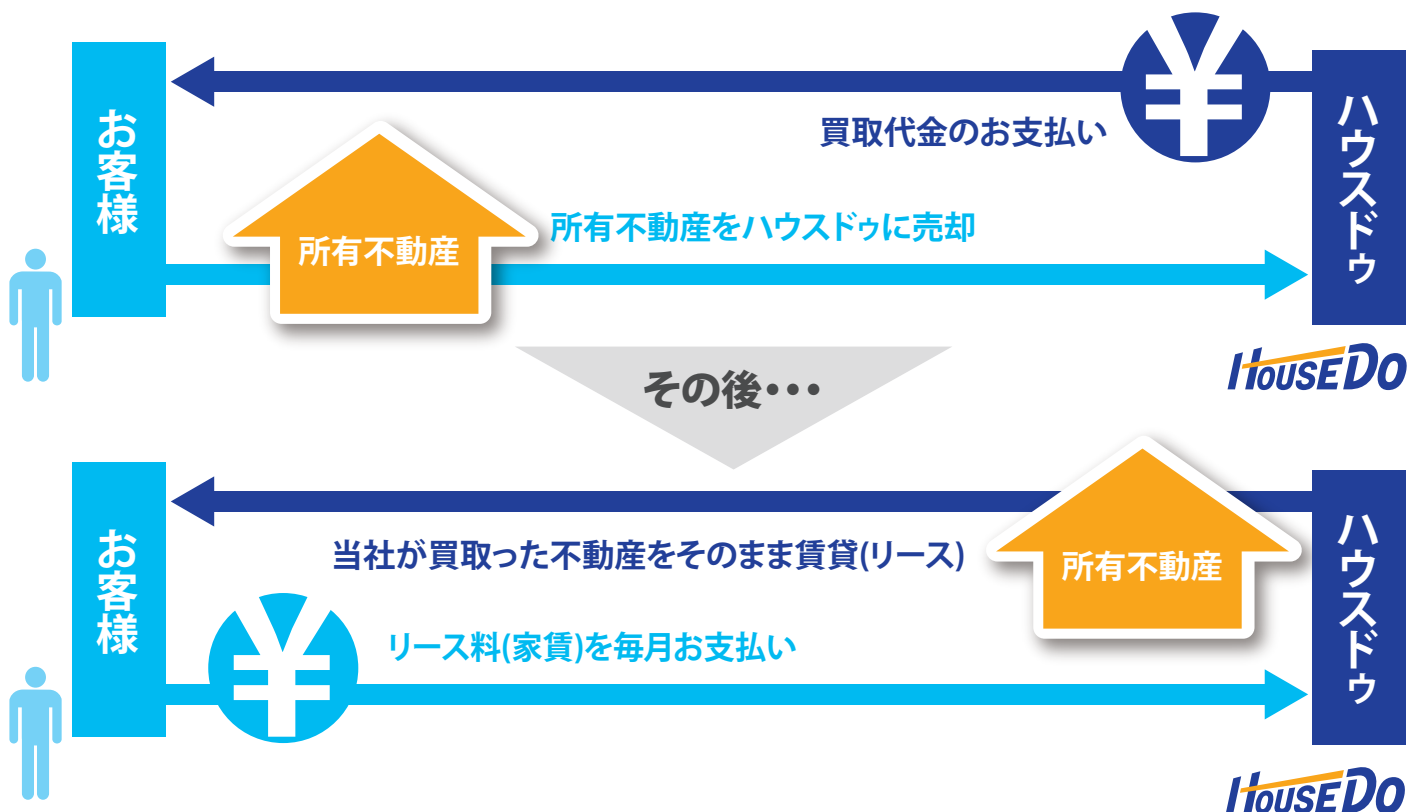 お客様
買取代金のお支払い
所有不動産
所有不動産をハウスドゥに売却
ハウスドゥ
HOUSEDO
その後・・・
お客様
当社が買取った不動産をそのまま賃貸(リース)
所有不動産
リース料(家賃)を毎月お支払い
ハウスドゥ
HOUSEDO